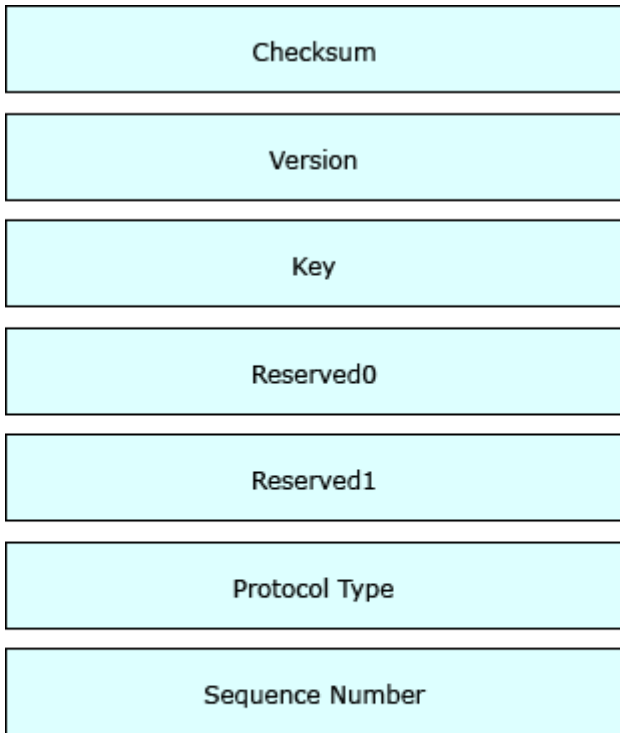 Checksum
Version
Key
Reserved0
Reserved1
Protocol Type
Sequence Number